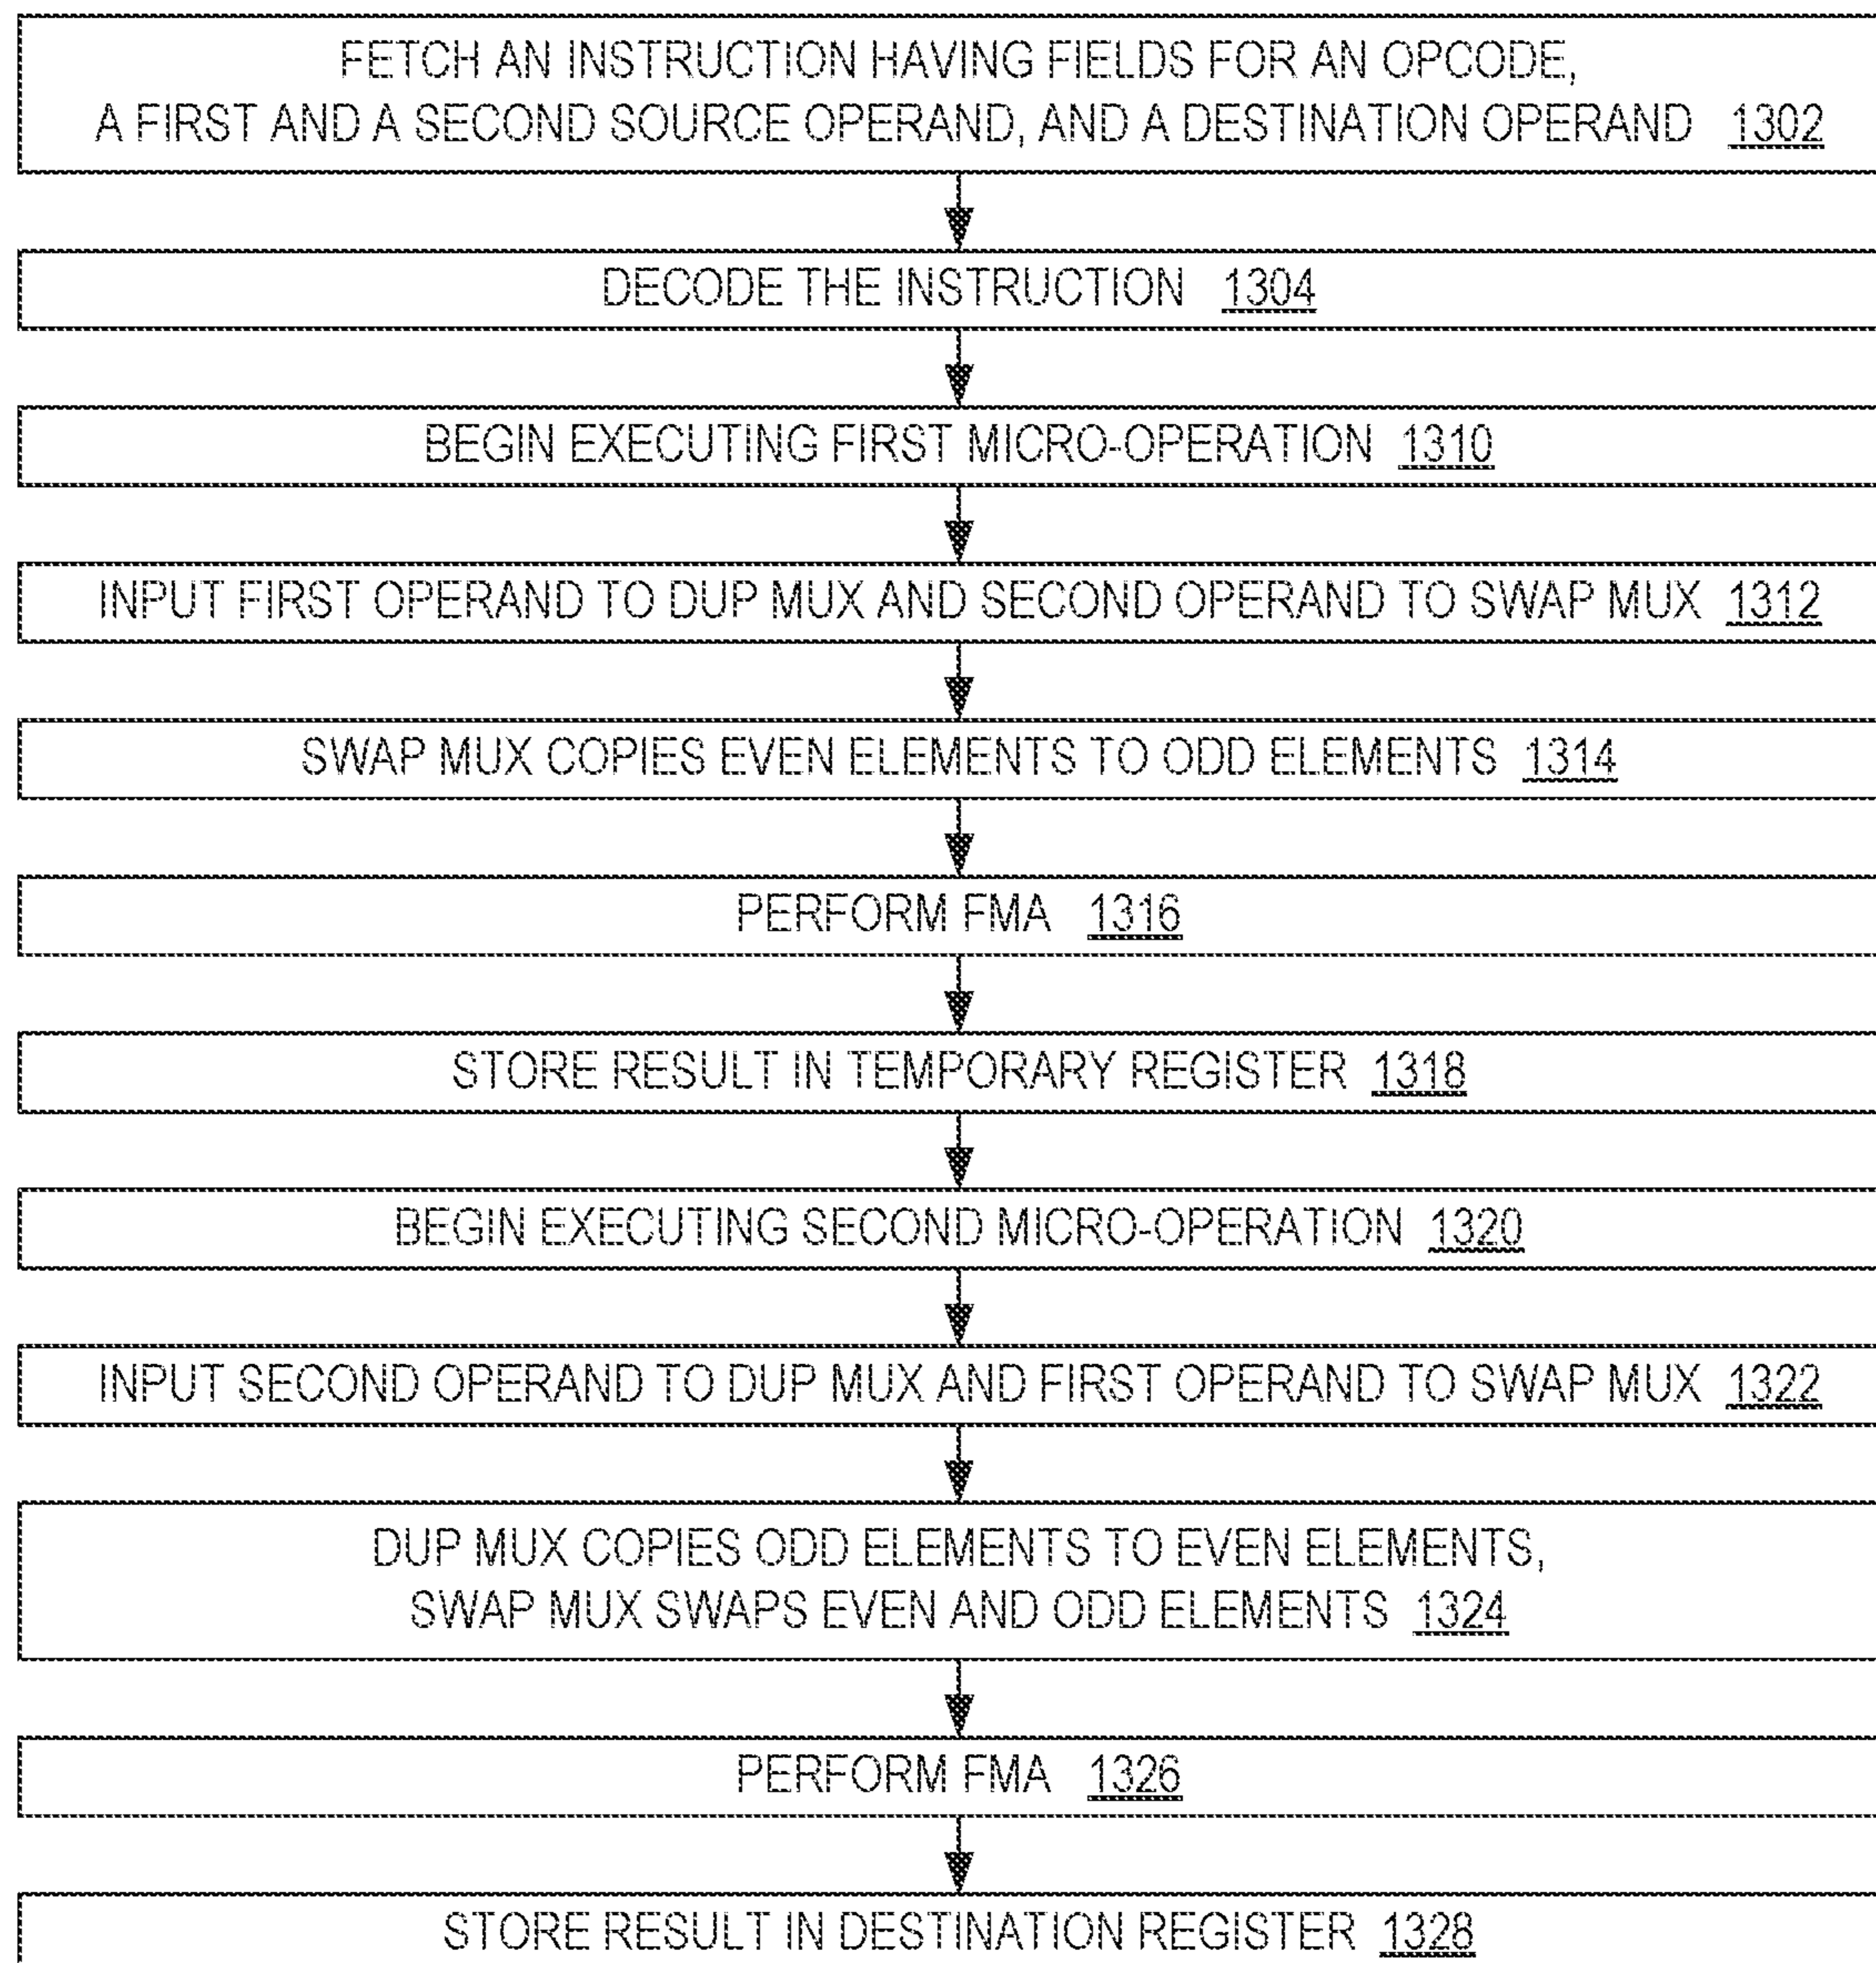 FETCH AN INSTRUCTION HAVING FIELDS FOR AN OPCODE,
A FIRST AND A SECOND SOURCE OPERAND, AND A DESTINATION OPERAND 1302
DECODE THE INSTRUCTION 1304
BEGIN EXECUTING FIRST MICRO-OPERATION 1310
INPUT FIRST OPERAND TO DUP MUX AND SECOND OPERAND TO SWAP MUX 1312
SWAP MUX COPIES EVEN ELEMENTS TO ODD ELEMENTS 1314
PERFORM FMA 1316
STORE RESULT IN TEMPORARY REGISTER 1318
BEGIN EXECUTING SECOND MICRO-OPERATION 1320
INPUT SECOND OPERAND TO DUP MUX AND FIRST OPERAND TO SWAP MUX 1322
DUP MUX COPIES ODD ELEMENTS TO EVEN ELEMENTS,
SWAP MUX SWAPS EVEN AND ODD ELEMENTS 1324
PERFORM FMA 1326
STORE RESULT IN DESTINATION REGISTER 1328